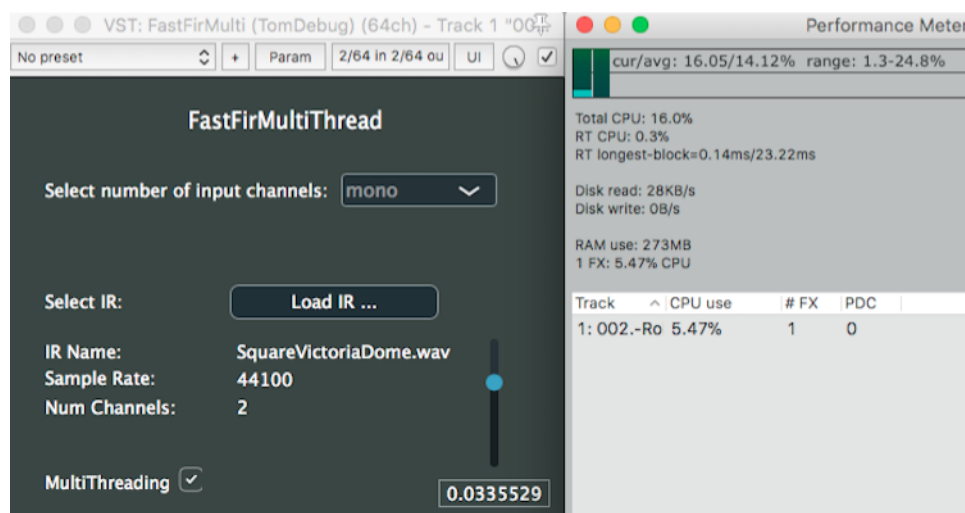 VST: FastFirMulti (TomDebug) (64ch) - Track 1 "00
No preset
+
Param
2/64 in 2/64 ou
UI
FastFirMultiThread
Select number of input channels:
mono
Select IR:
Load IR ...
IR Name:
SquareVictoriaDome.wav
Sample Rate:
44100
Num Channels:
2
MultiThreading
0.0335529
Performance Meter
cur/avg: 16.05/14.12% range: 1.3-24.8%
Total CPU: 16.0%
RT CPU: 0.3%
RT longest-block=0.14ms/23.22ms
Disk read: 28KB/s
Disk write: 0B/s
RAM use: 273MB
1 FX: 5.47% CPU
Track CPU use # FX PDC
1: 002.-Ro 5.47% 1 0